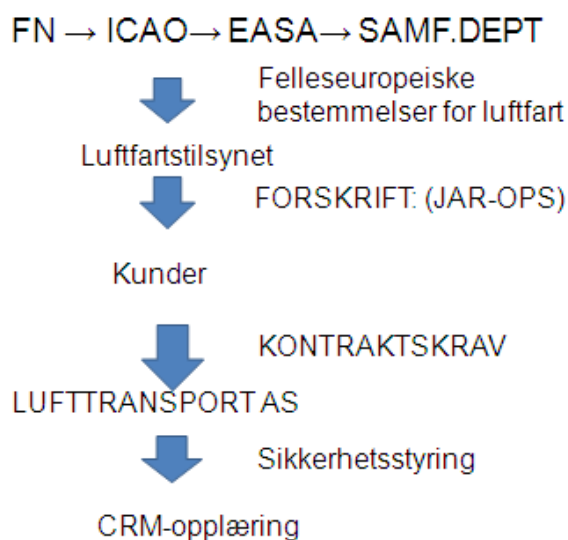 FN → ICAO → EASA → SAMF.DEPT
Felleseuropeiske
bestemmelser for luftfart
Luftfartstilsynet
FORSKRIFT: (JAR-OPS)
Kunder
KONTRAKTSKRAV
LUFTTRANSPORT AS
Sikkerhetsstyring
CRM-opplæring